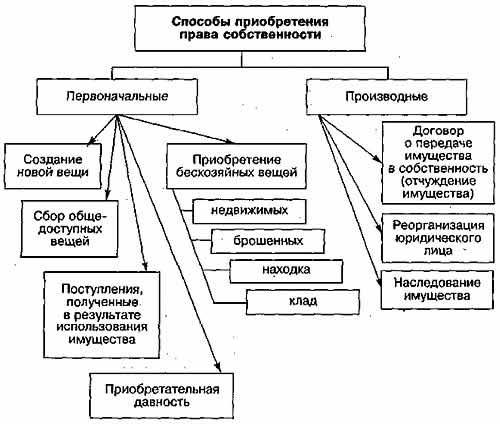 Способы приобретения
права собственности
Первоначальные
Производные
Создание
новой вещи
Сбор обще-
доступных
вещей
Поступления,
полученные
в результате
использования
имущества
Приобретательная
давность
Приобретение
бесхозяйных вещей
недвижимых
брошенных
находка
клад
Договор
о передаче
имущества
в собственность
(отчуждение
имущества)
Реорганизация
юридического
лица
Наследование
имущества